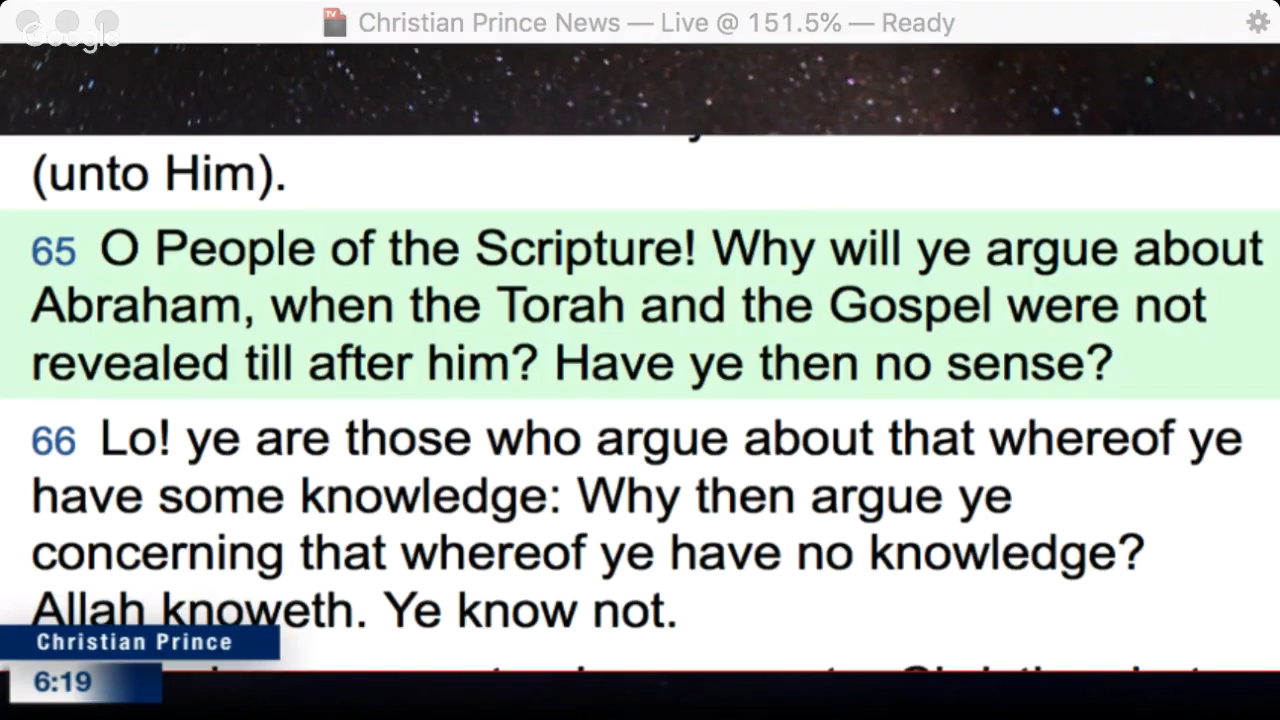 Christian Prince News — Live @ 151.5% — Ready
Google
(unto Him).
65 O People of the Scripture! Why will ye argue about
Abraham, when the Torah and the Gospel were not
revealed till after him? Have ye then no sense?
66 Lo! ye are those who argue about that whereof ye
have some knowledge: Why then argue ye
concerning that whereof ye have no knowledge?
Allah knoweth. Ye know not.
Christian Prince
6:19